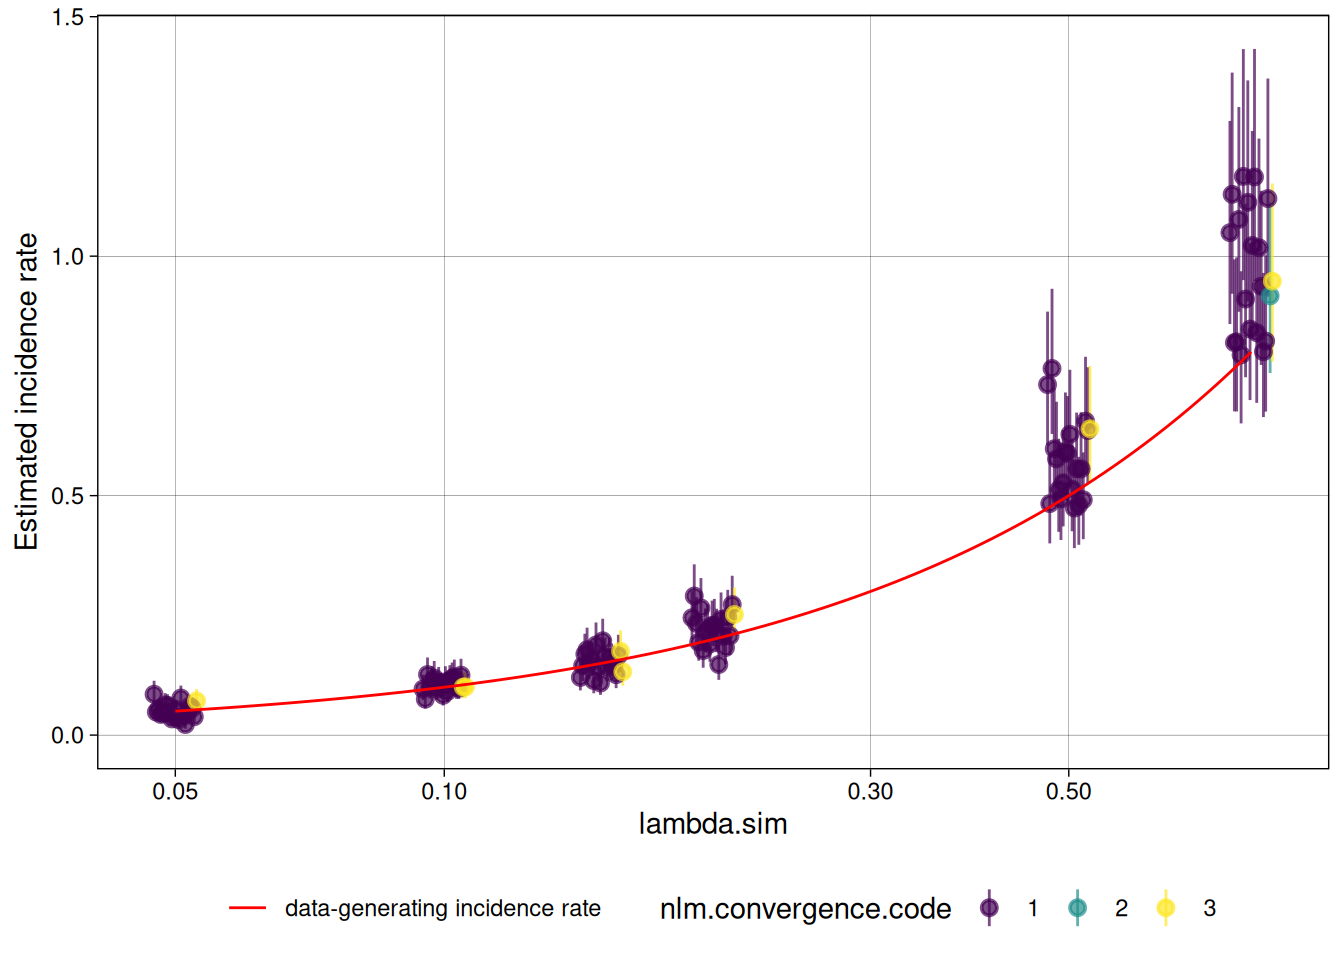 1.5
1.0
0.5
0.0
Estimated incidence rate
0.05 0.10 0.30 0.50
lambda.sim
data-generating incidence rate nlm.convergence.code 1 2 3